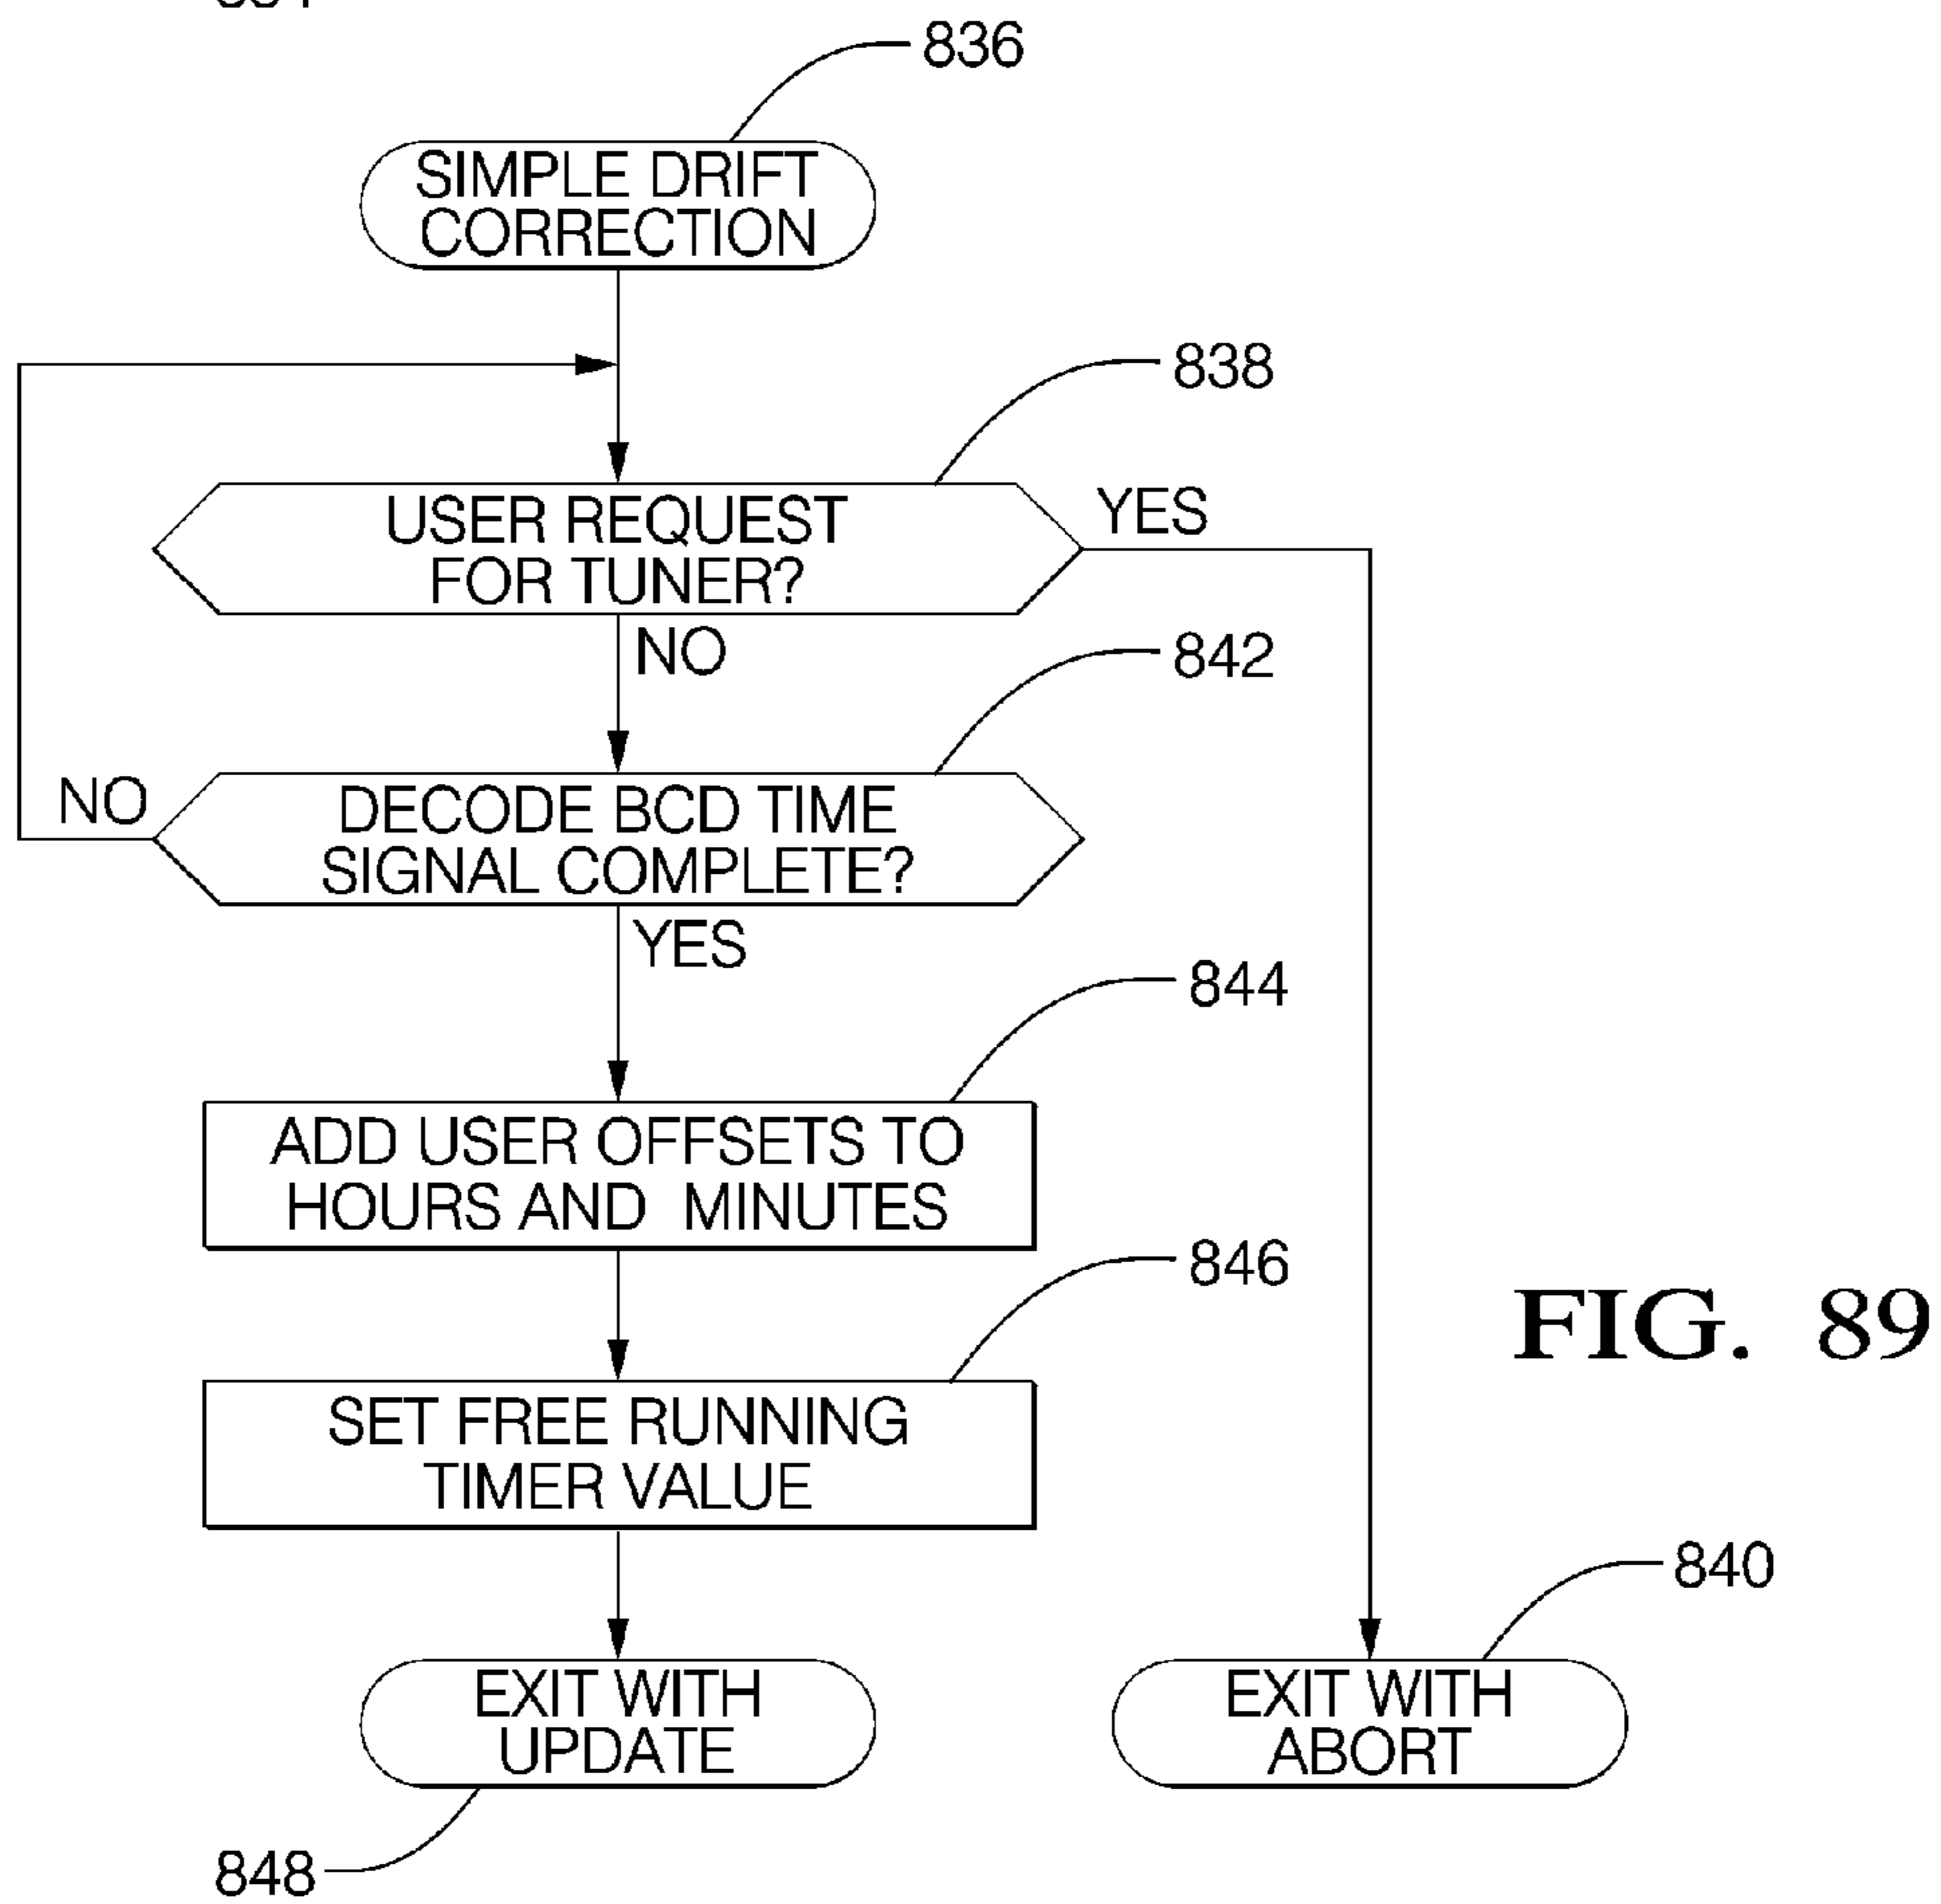 836
SIMPLE DRIFT
CORRECTION
838
USER REQUEST
FOR TUNER?
YES
NO
842
DECODE BCD TIME
SIGNAL COMPLETE?
NO
YES
844
ADD USER OFFSETS TO
HOURS AND MINUTES
846
SET FREE RUNNING
TIMER VALUE
FIG. 89
840
EXIT WITH
UPDATE
EXIT WITH
ABORT
848